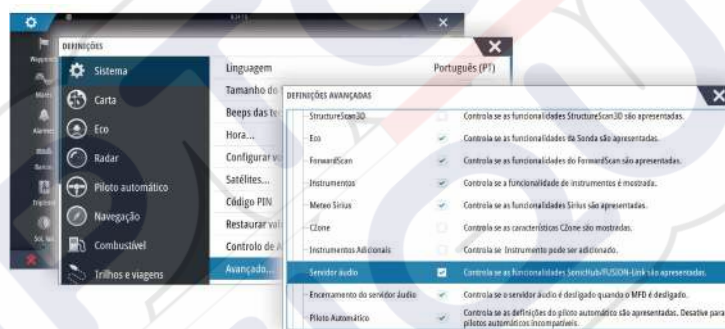 DEFINIÇÕES
Sistema
Carta
Eco
Radar
Piloto automático
Navegação
Combustível
Trilhos e viagens
Linguagem
Português (PT)
Tamanho do
Beeps das
Hora...
Configurar
Satélites...
Código PIN
Restaurar
Controlo de
Avançado...
DEFINIÇÕES AVANÇADAS
StructureScan3D Controla se as funcionalidades StructureScan3D são apresentadas.
Eco Controla se as funcionalidades da Sonda são apresentadas.
ForwardScan Controla se as funcionalidades do ForwardScan são apresentadas.
Instrumentos Controla se a funcionalidade de instrumentos é mostrada.
Meteo Sirius Controla se as funcionalidades Sirius são apresentadas.
CZone Controla se as características CZone são mostradas.
Instrumentos Adicionais Controla se Instrumento pode ser adicionado.
Servidor áudio Controla se as funcionalidades SonicHub/FUSION-Link são apresentadas.
Encerramento do servidor áudio Controla se o servidor áudio é desligado quando o MFD é desligado.
Piloto Automático Controla se as definições do piloto automático são apresentadas. Desative para
pilotos automáticos incompatíveis.